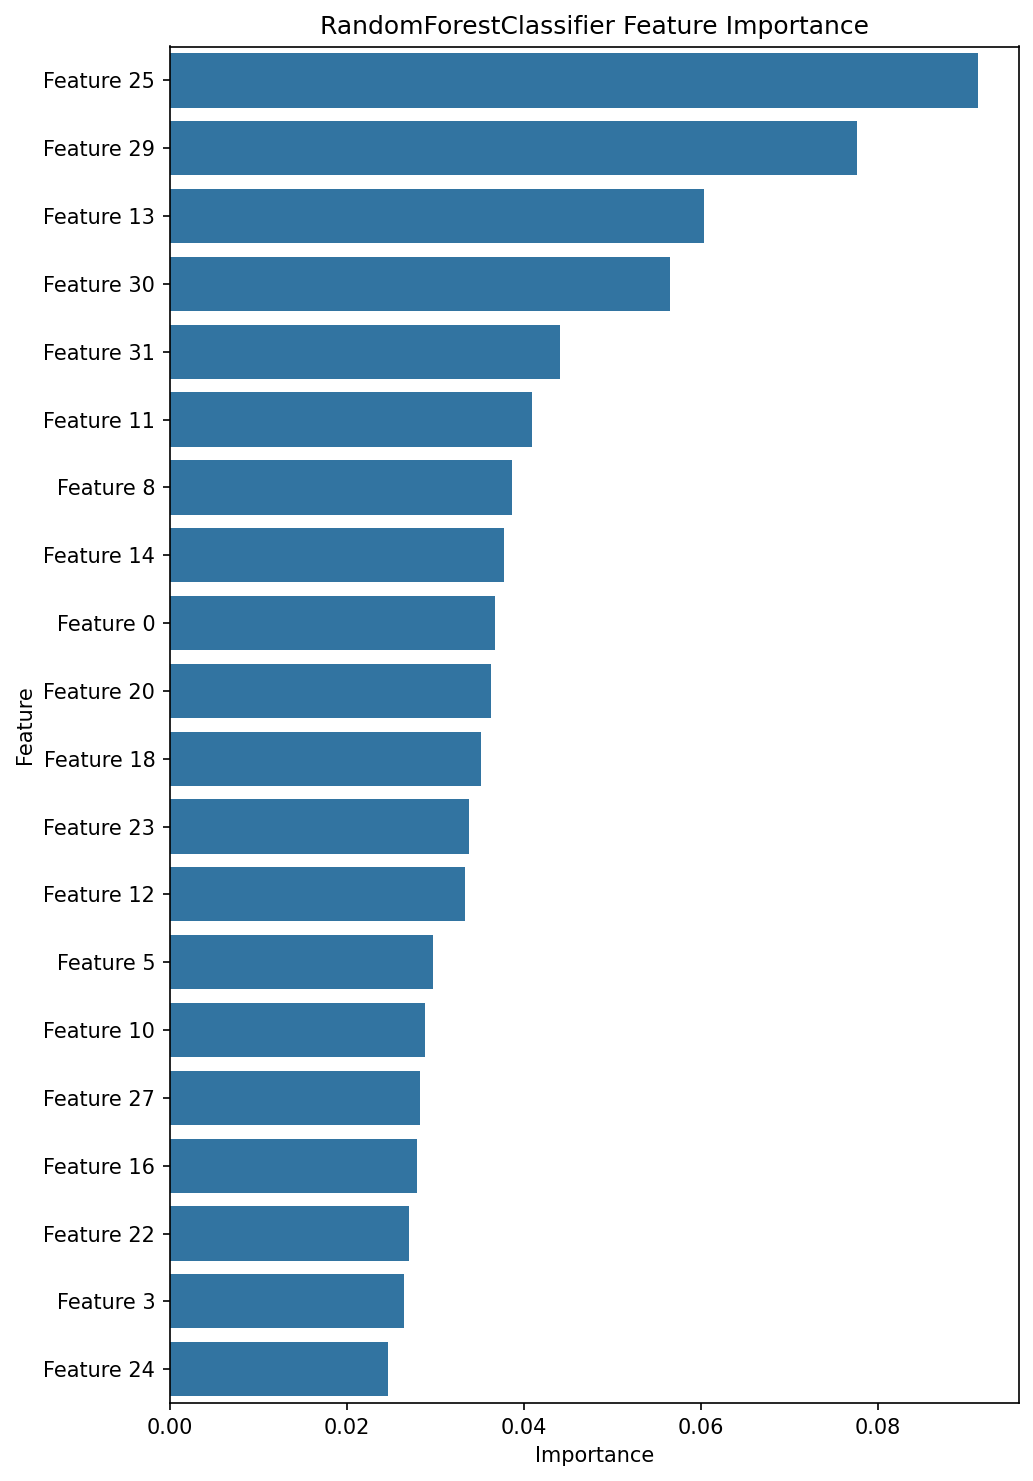 RandomForestClassifier Feature Importance
Feature 25
Feature 29
Feature 13
Feature 30
Feature 31
Feature 11
Feature 8
Feature 14
Feature 0
Feature 20
Feature 18
Feature 23
Feature 12
Feature 5
Feature 10
Feature 27
Feature 16
Feature 22
Feature 3
Feature 24
Feature
0.00 0.02 0.04 0.06 0.08
Importance